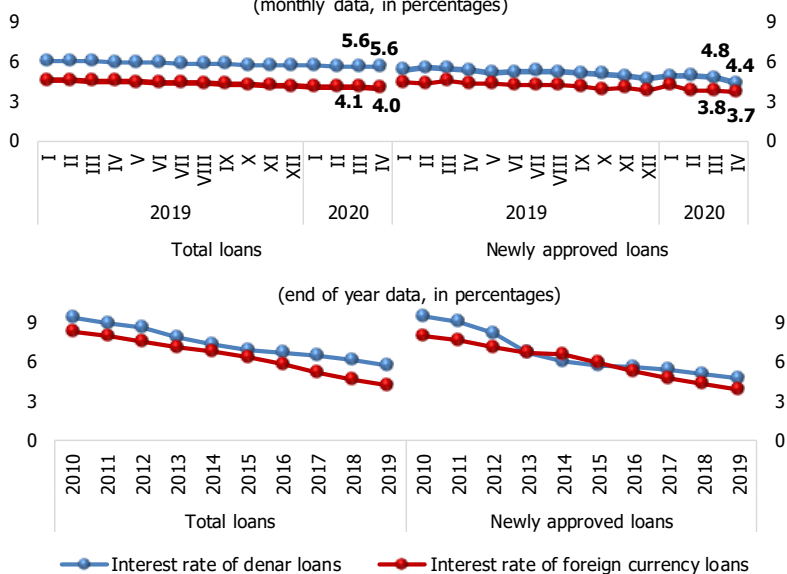 (monthly data, in percentages)
9 9
5.6 5.6 4.8
6 4.4 6
3 4.1 4.0 3.8 3.7 3
0 0
I II III IV V VI VII VIII IX X XI XII I II III IV I II III IV V VI VII VIII IX X XI XII I II III IV
2019 2020 2019 2020
Total loans Newly approved loans
(end of year data, in percentages)
9 9
6 6
3 3
0 0
2010 2011 2012 2013 2014 2015 2016 2017 2018 2019 2010 2011 2012 2013 2014 2015 2016 2017 2018 2019
Total loans Newly approved loans
Interest rate of denar loans Interest rate of foreign currency loans